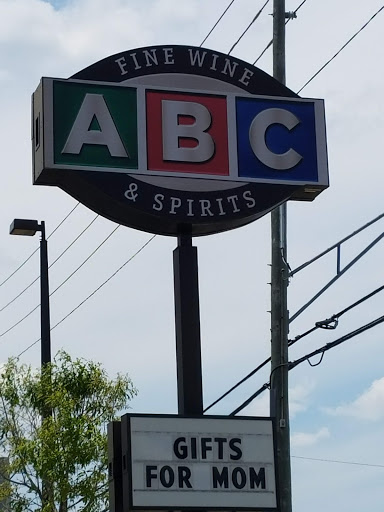 FINE WINE
ABC
& SPIRITS
GIFTS
FOR MOM